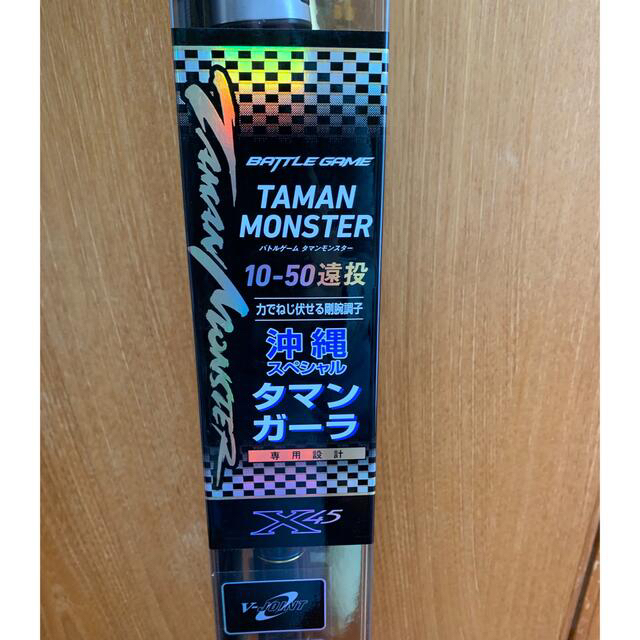 TAMAN MONSTER
BATTLE GAME
TAMAN
MONSTER
バトルゲーム タマンモンスター
10-50遠投
力でねじ伏せる剛腕調子
沖縄
スペシャル
タマン
ガーラ
専用設計
X45
V-JOINT